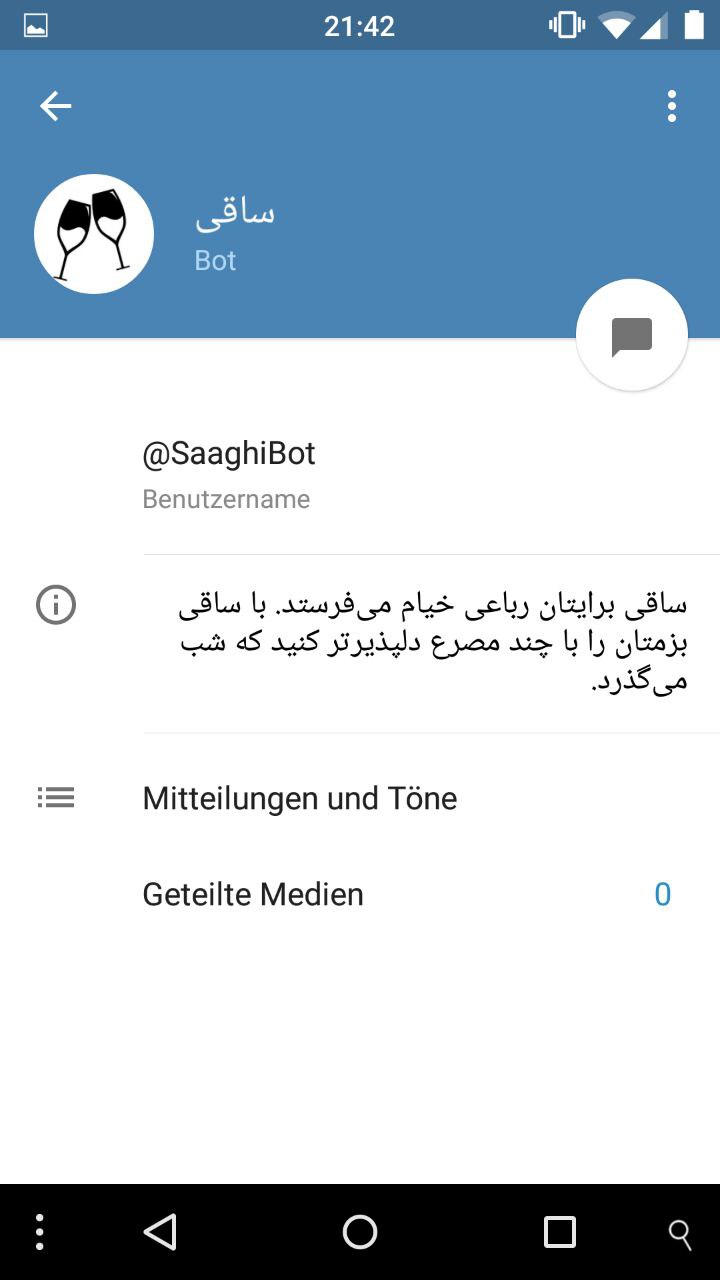 21:42
ساقی
Bot
@SaaghiBot
Benutzername
ساقی برایتان رباعی خیام می‌فرستد. با ساقی
بزمتان را با چند مصرع دلپذیرتر کنید که شب
می‌گذرد.
Mitteilungen und Töne
Geteilte Medien 0